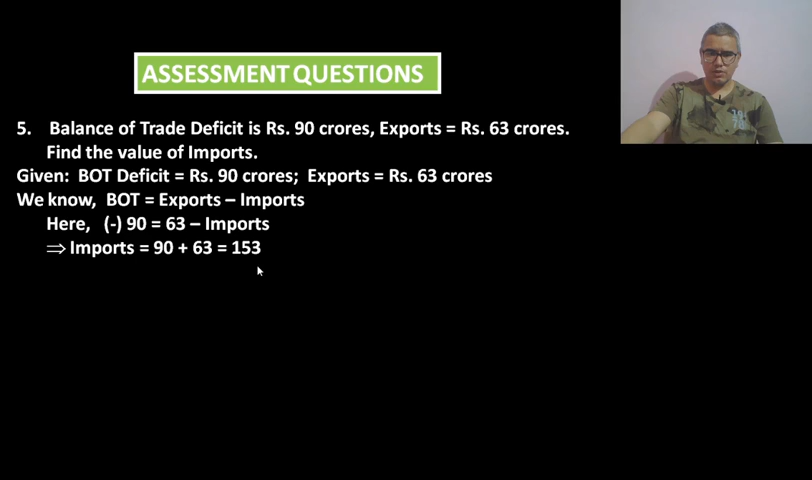 ASSESSMENT QUESTIONS
5. Balance of Trade Deficit is Rs. 90 crores, Exports = Rs. 63 crores.
Find the value of Imports.
Given: BOT Deficit = Rs. 90 crores; Exports = Rs. 63 crores
We know, BOT = Exports – Imports
Here, (-) 90 = 63 – Imports
⇒ Imports = 90 + 63 = 153